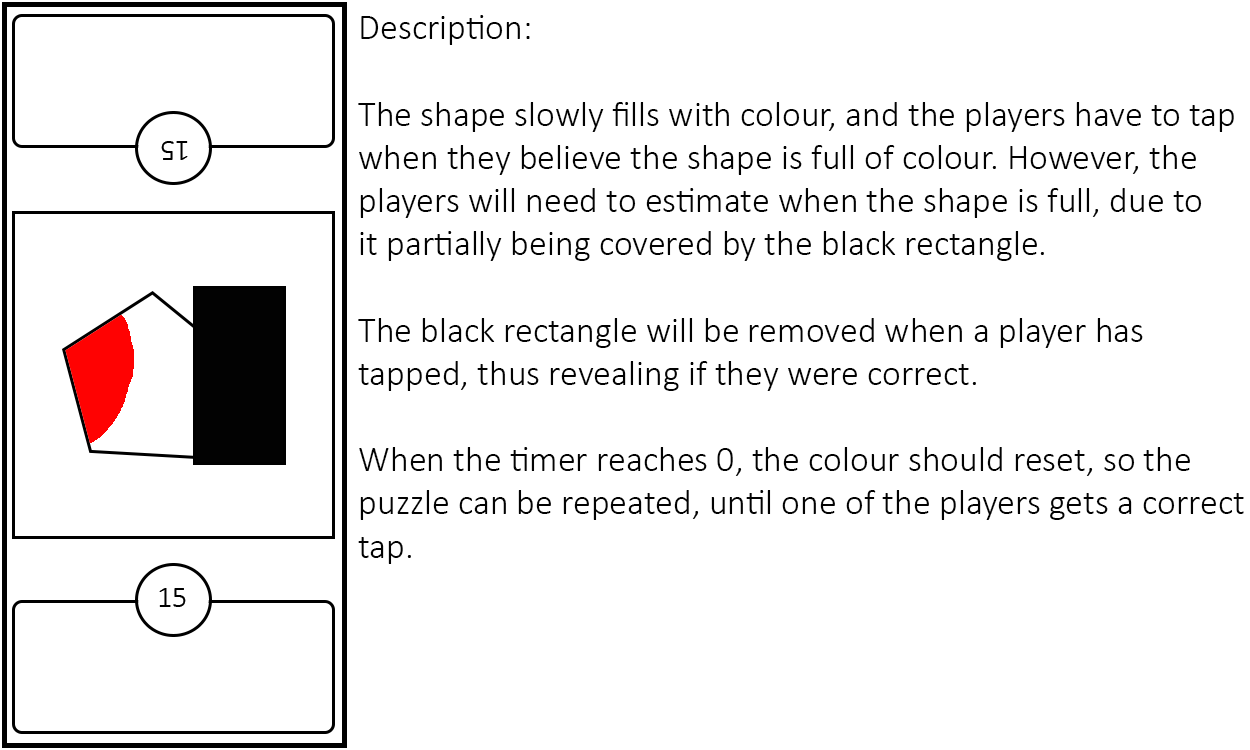 15
15
Description:
The shape slowly fills with colour, and the players have to tap
when they believe the shape is full of colour. However, the
players will need to estimate when the shape is full, due to
it partially being covered by the black rectangle.
The black rectangle will be removed when a player has
tapped, thus revealing if they were correct.
When the timer reaches 0, the colour should reset, so the
puzzle can be repeated, until one of the players gets a correct
tap.